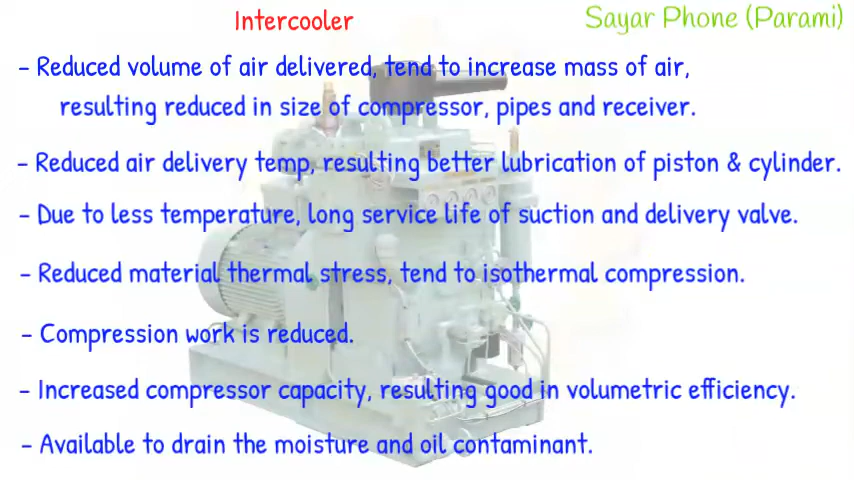 Intercooler
Sayar Phone (Parami)
- Reduced volume of air delivered, tend to increase mass of air,
resulting reduced in size of compressor, pipes and receiver.
- Reduced air delivery temp, resulting better lubrication of piston & cylinder.
- Due to less temperature, long service life of suction and delivery valve.
- Reduced material thermal stress, tend to isothermal compression.
- Compression work is reduced.
- Increased compressor capacity, resulting good in volumetric efficiency.
- Available to drain the moisture and oil contaminant.